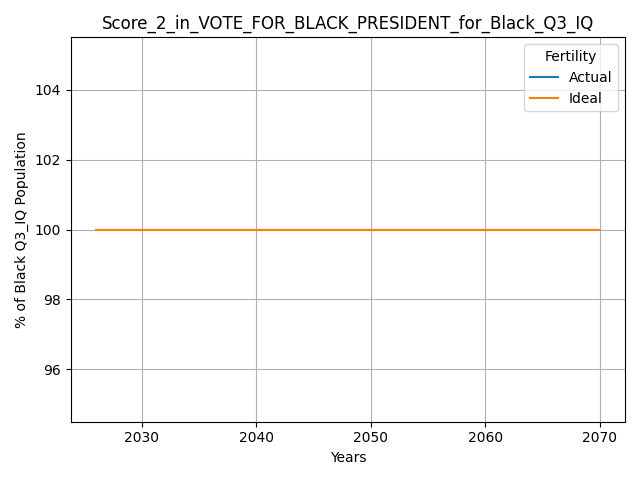 Score_2_in_VOTE_FOR_BLACK_PRESIDENT_for_Black_Q3_IQ
Fertility
Actual
Ideal
% of Black Q3_IQ Population
104
102
100
98
96
2030 2040 2050 2060 2070
Years